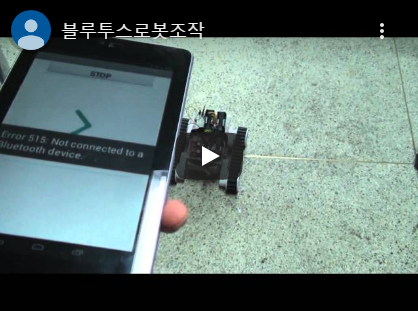 블루투스로봇조작
STOP
Error 515: Not connected to a
Bluetooth device.